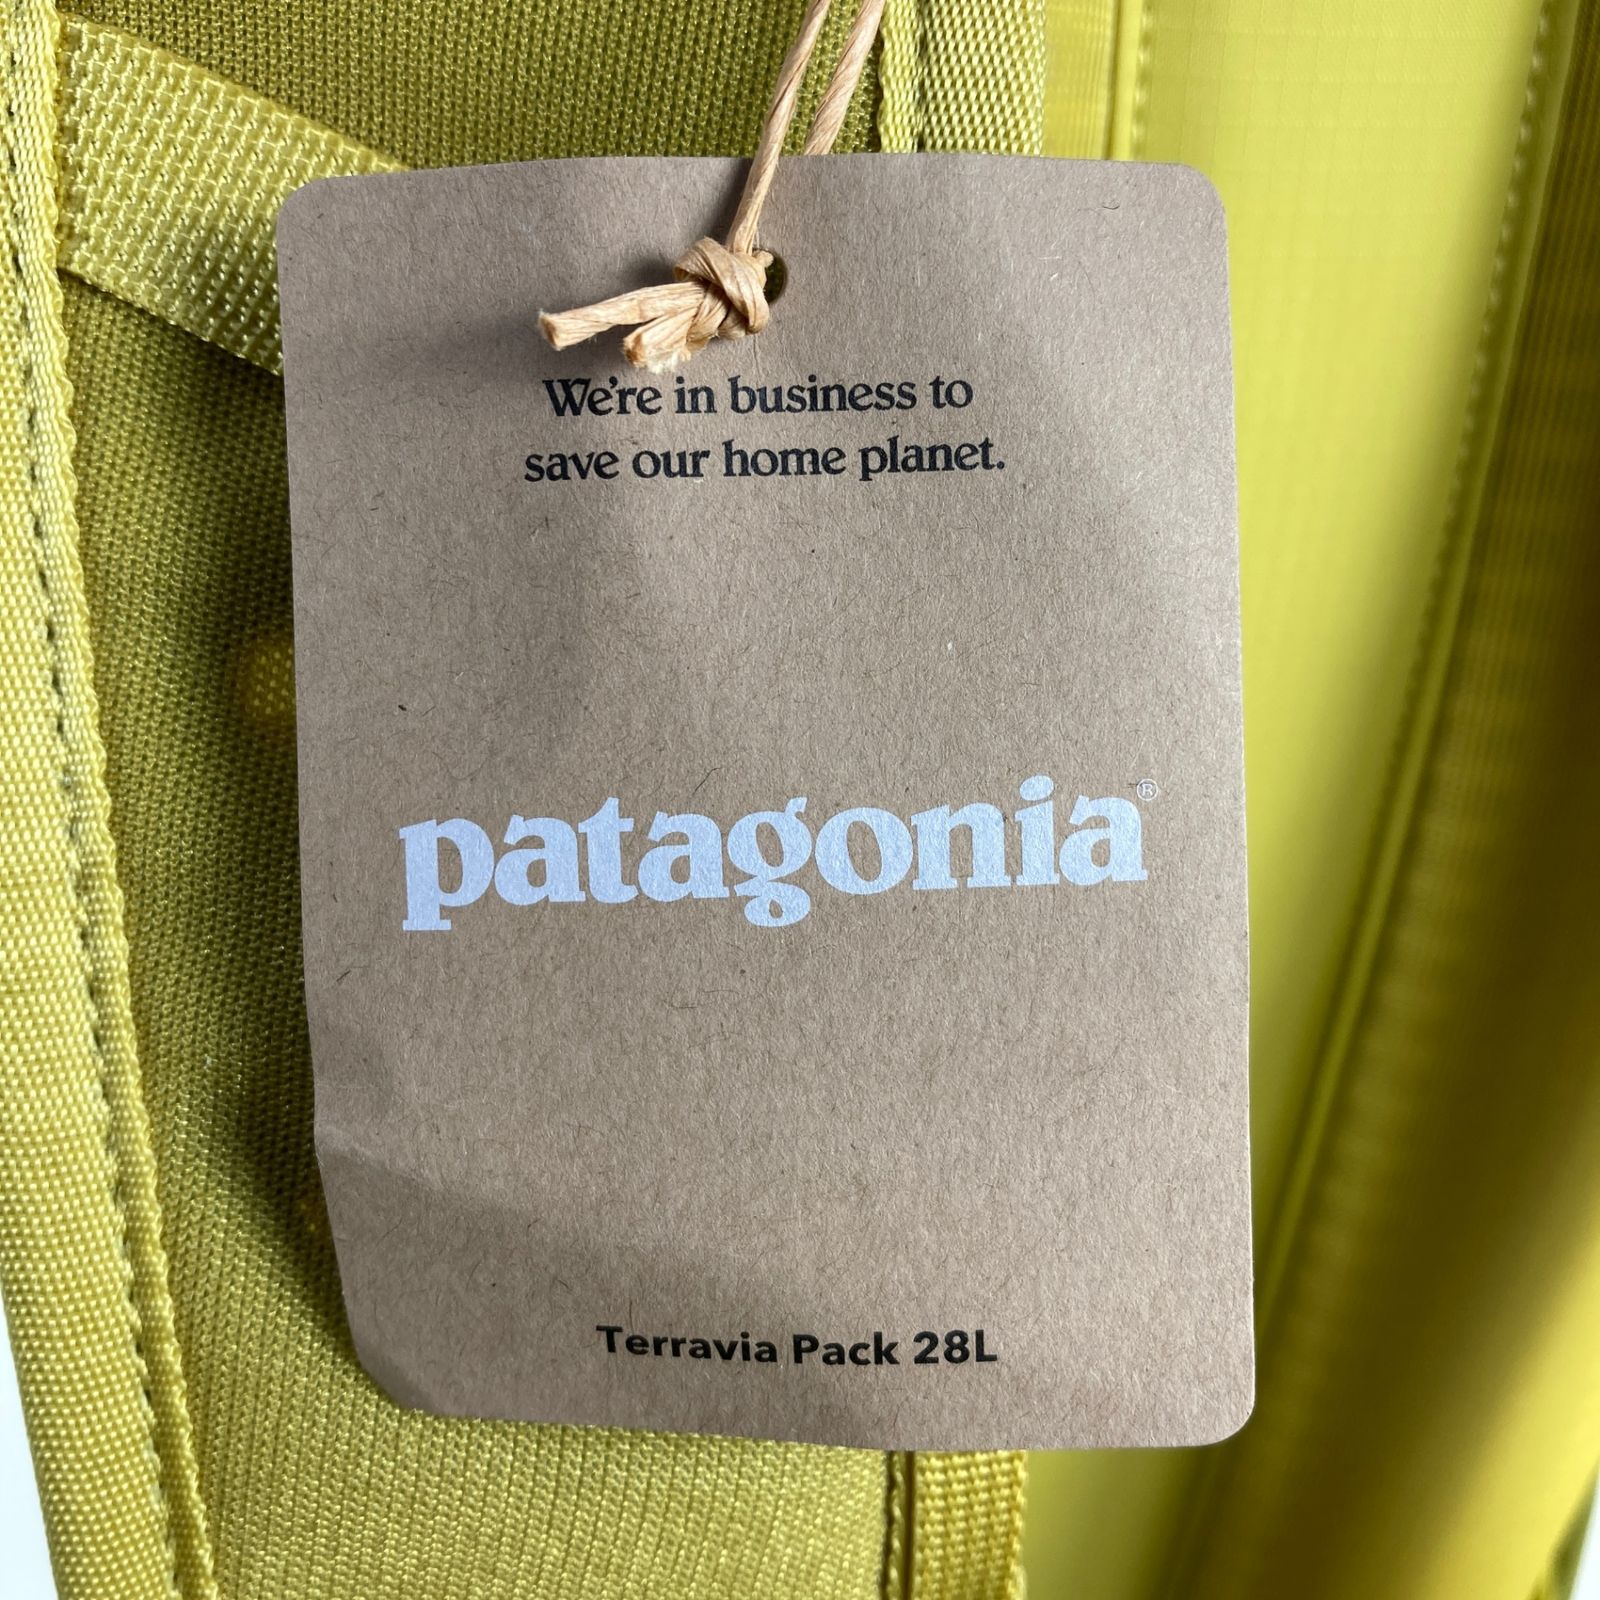 We're in business to
save our home planet.
patagonia®
Terravia Pack 28L